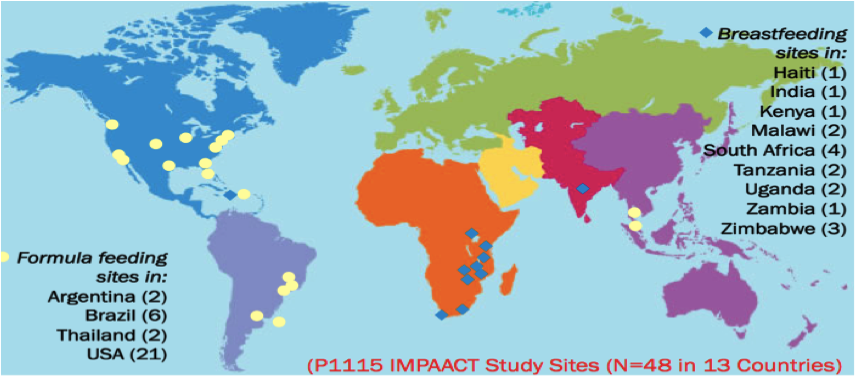 Breastfeeding
sites in:
Haiti (1)
India (1)
Kenya (1)
Malawi (2)
South Africa (4)
Tanzania (2)
Uganda (2)
Zambia (1)
Zimbabwe (3)
Formula feeding
sites in:
Argentina (2)
Brazil (6)
Thailand (2)
USA (21)
(P1115 IMPAACT Study Sites (N=48 in 13 Countries)